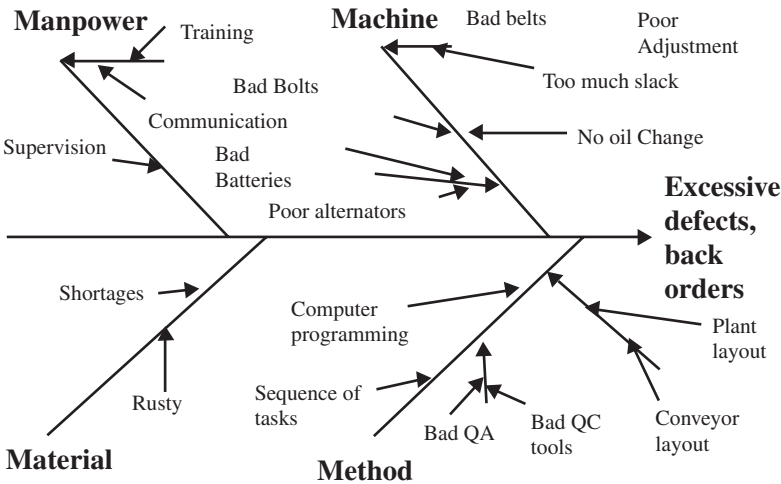 Manpower
Training
Machine
Bad belts
Poor
Adjustment
Too much slack
Bad Bolts
Communication
No oil Change
Supervision
Bad
Batteries
Poor alternators
Excessive
defects,
back
orders
Shortages
Computer
programming
Plant
layout
Rusty
Sequence of
tasks
Bad QA
Bad QC
tools
Conveyor
layout
Material
Method